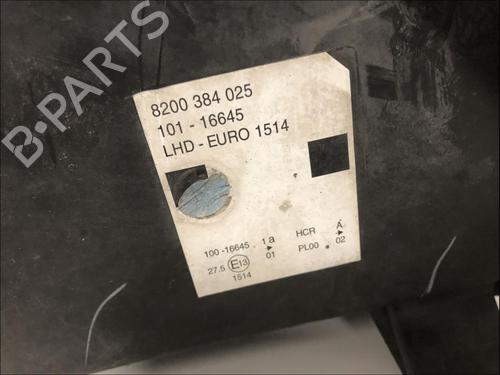 B-PARTS
8200 384 025
101 - 16645
LHD - EURO 1514
100 -16645 - 1a HCR A
01 02
27.5 E13 PL00
1514